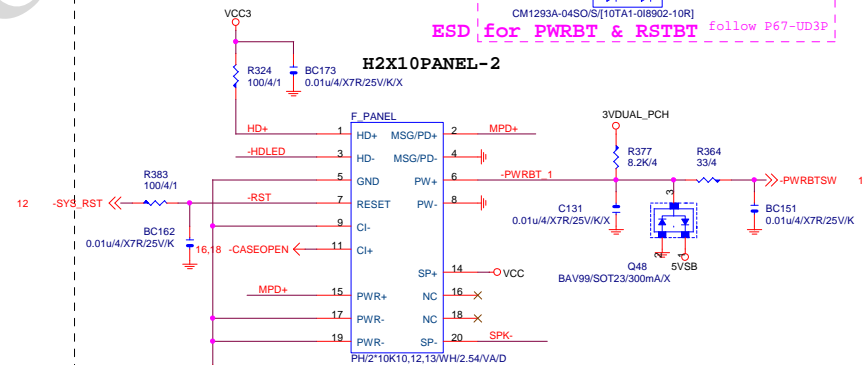 CM1293A-04SO/S/[10TA1-0I8902-10R]
ESD for PWRBT & RSTBT follow P67-UD3P
VCC3
H2X10PANEL-2
R324
100/4/1
BC173
0.01u/4/X7R/25V/K/X
F_PANEL
HD+ 1 HD+ MSG/PD+ 2 MPD+
-HDLED 3 HD- MSG/PD- 4
5 GND PW+ 6 -PWRBT_1
-RST 7 RESET PW- 8
9 CI-
16,18 -CASEOPEN 11 CI+
SP+ 14 VCC
MPD+ 15 PWR+ NC 16
17 PWR- NC 18
19 PWR- SP- 20 SPK-
PH/2*10K10,12,13/WH/2.54/VA/D
R383
100/4/1
12 -SYS_RST
BC162
0.01u/4/X7R/25V/K
3VDUAL_PCH
R377
8.2K/4
R364
33/4
-PWRBTSW 1
C131
0.01u/4/X7R/25V/K/X
3
2
1
Q48
5VSB
BAV99/SOT23/300mA/X
BC151
0.01u/4/X7R/25V/K